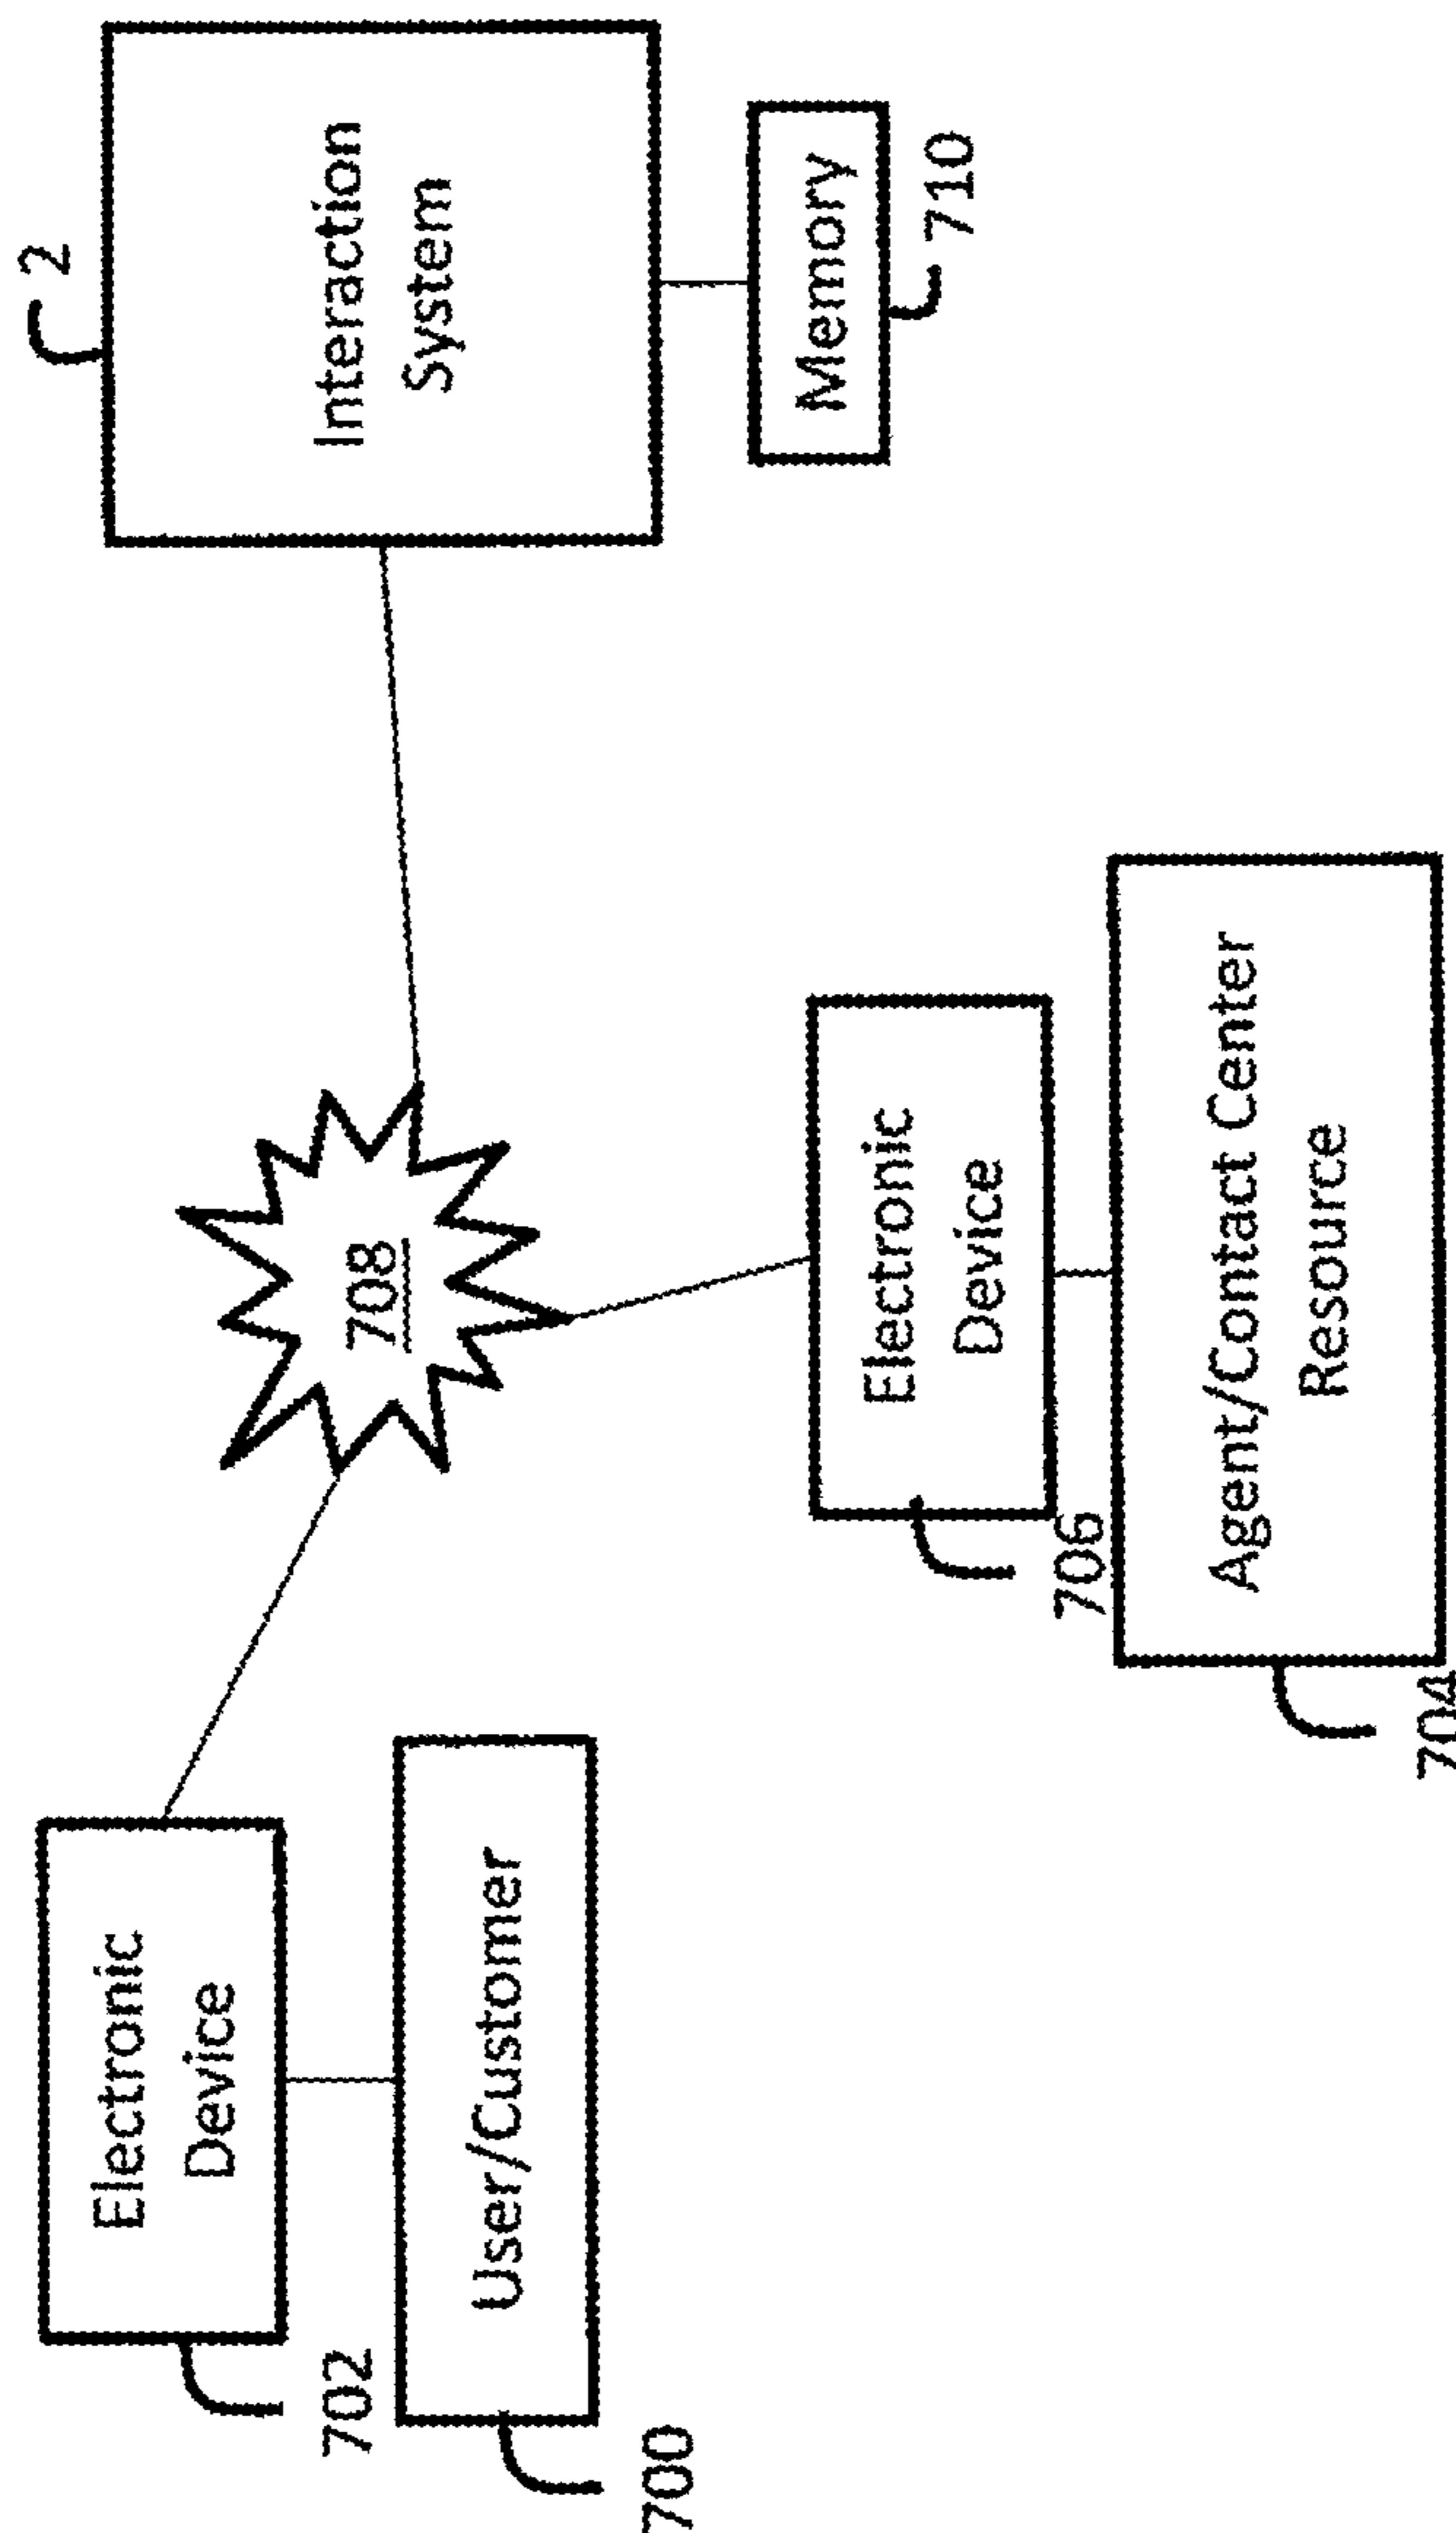 Electronic
Device
702
User/Customer
700
708
Electronic
Device
706
Agent/Contact Center
Resource
704
2
Interaction
System
Memory
710